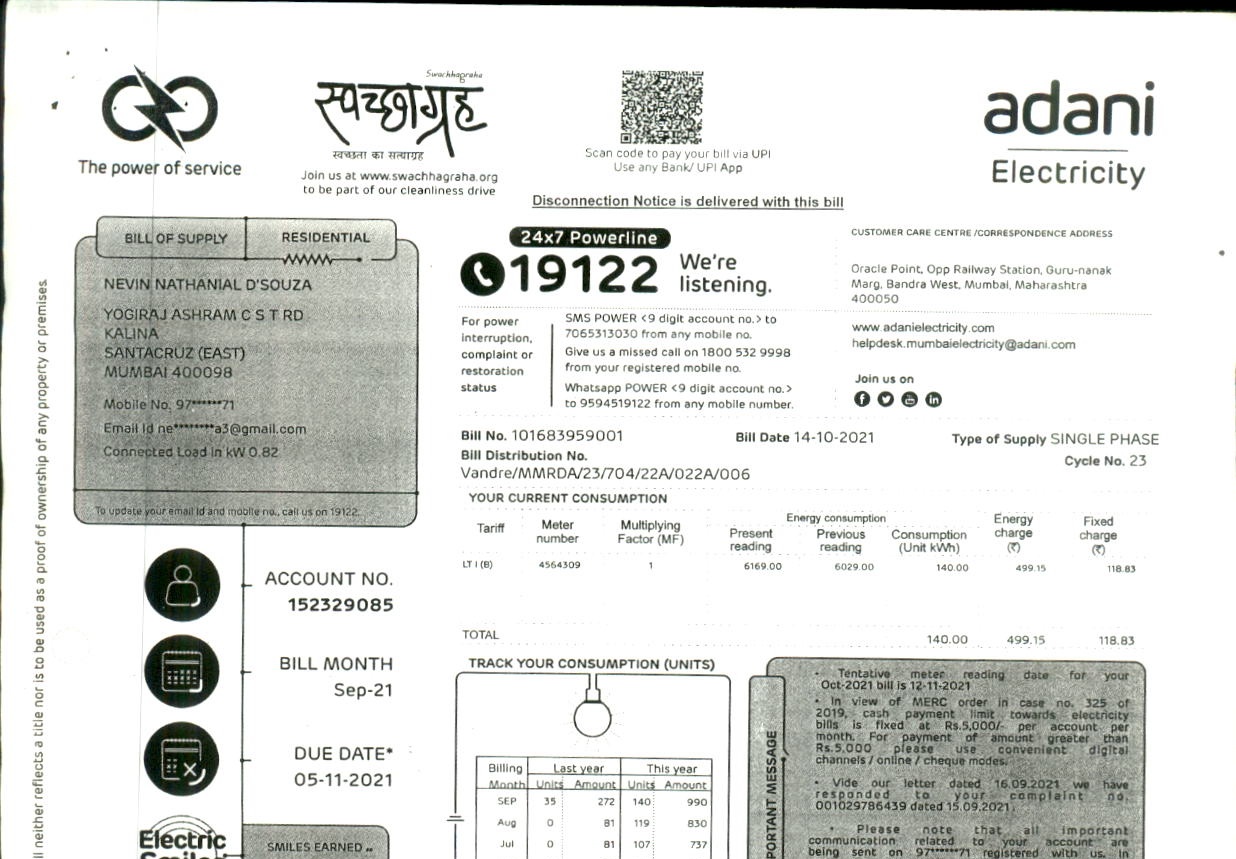 The power of service
Swachhagraha
स्वच्छाग्रह
स्वच्छता का सत्याग्रह
Join us at www.swachhagraha.org
to be part of our cleanliness drive
Scan code to pay your bill via UPI
Use any Bank/ UPI App
adani
Electricity
Disconnection Notice is delivered with this bill
BILL OF SUPPLY RESIDENTIAL
NEVIN NATHANIAL D'SOUZA
YOGIRAJ ASHRAM C S T RD
KALINA
SANTACRUZ (EAST)
MUMBAI 400098
Mobile No. 97******71
Email Id ne********a3@gmail.com
Connected Load in kW 0.82
To update your email id and mobile no., call us on 19122.
24x7 Powerline
19122 We're
listening.
For power
interruption,
complaint or
restoration
status
SMS POWER <9 digit account no.> to
7065313030 from any mobile no.
Give us a missed call on 1800 532 9998
from your registered mobile no.
Whatsapp POWER <9 digit account no.>
to 9594519122 from any mobile number.
CUSTOMER CARE CENTRE /CORRESPONDENCE ADDRESS
Oracle Point, Opp Railway Station, Guru-nanak
Marg, Bandra West, Mumbai, Maharashtra
400050
www.adanielectricity.com
helpdesk.mumbaielectricity@adani.com
Join us on
Bill No. 101683959001 Bill Date 14-10-2021 Type of Supply SINGLE PHASE
Bill Distribution No. Cycle No. 23
Vandre/MMRDA/23/704/22A/022A/006
YOUR CURRENT CONSUMPTION
Tariff Meter number Multiplying Factor (MF) Energy consumption Present reading Previous reading Consumption (Unit kWh) Energy charge (₹) Fixed charge (₹)
LT I (B) 4564309 1 6169.00 6029.00 140.00 499.15 118.83
TOTAL 140.00 499.15 118.83
ACCOUNT NO.
152329085
BILL MONTH
Sep-21
DUE DATE*
05-11-2021
Electric
SMILES EARNED
TRACK YOUR CONSUMPTION (UNITS)
Billing Last year This year
Month Units Amount Units Amount
SEP 35 272 140 990
Aug 0 81 119 830
Jul 0 81 107 737
• Tentative meter reading date for your
Oct-2021 bill is 12-11-2021
• In view of MERC order in case no. 325 of
2019, cash payment limit towards electricity
bills is fixed at Rs.5,000/- per account per
month. For payment of amount greater than
Rs.5,000 please use convenient digital
channels / online / cheque modes.
• Vide our letter dated 16.09.2021 we have
responded to your complaint no.
001029786439 dated 15.09.2021.
• Please note that all important
communication related to your account are
being sent on 97******71 registered with us. In
neither reflects a title nor is to be used as a proof of ownership of any property or premises.